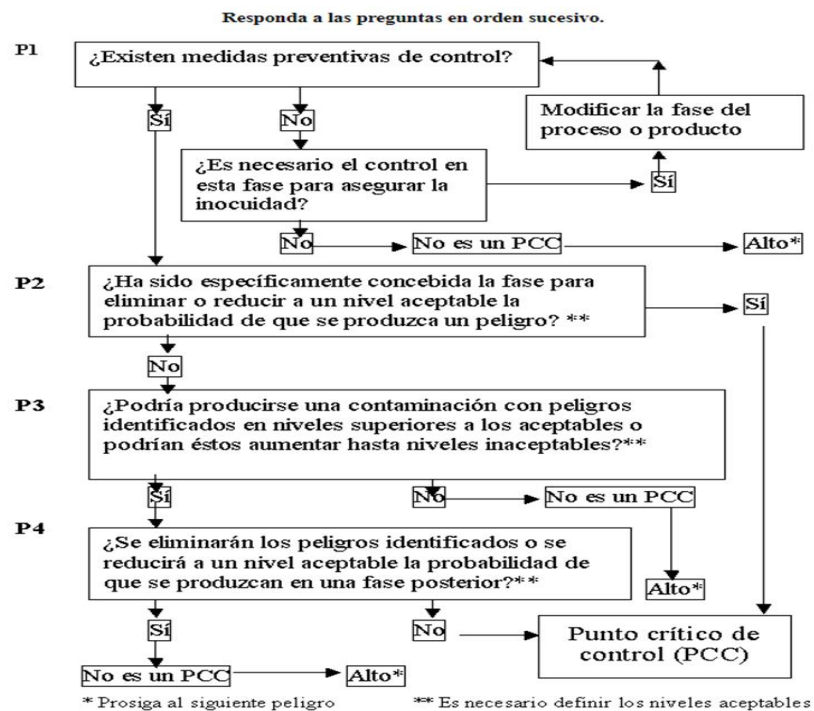 Responda a las preguntas en orden sucesivo.
P1
¿Existen medidas preventivas de control?
Sí
No
Modificar la fase del
proceso o producto
¿Es necesario el control en
esta fase para asegurar la
inocuidad?
Sí
No
No es un PCC
Alto*
P2
¿Ha sido específicamente concebida la fase para
eliminar o reducir a un nivel aceptable la
probabilidad de que se produzca un peligro? **
Sí
No
P3
¿Podría producirse una contaminación con peligros
identificados en niveles superiores a los aceptables o
podrían éstos aumentar hasta niveles inaceptables?**
Sí
No
No es un PCC
Alto*
P4
¿Se eliminarán los peligros identificados o se
reducirá a un nivel aceptable la probabilidad de
que se produzcan en una fase posterior?**
Sí
No
Punto crítico de
control (PCC)
No es un PCC
Alto*
* Prosiga al siguiente peligro
** Es necesario definir los niveles aceptables